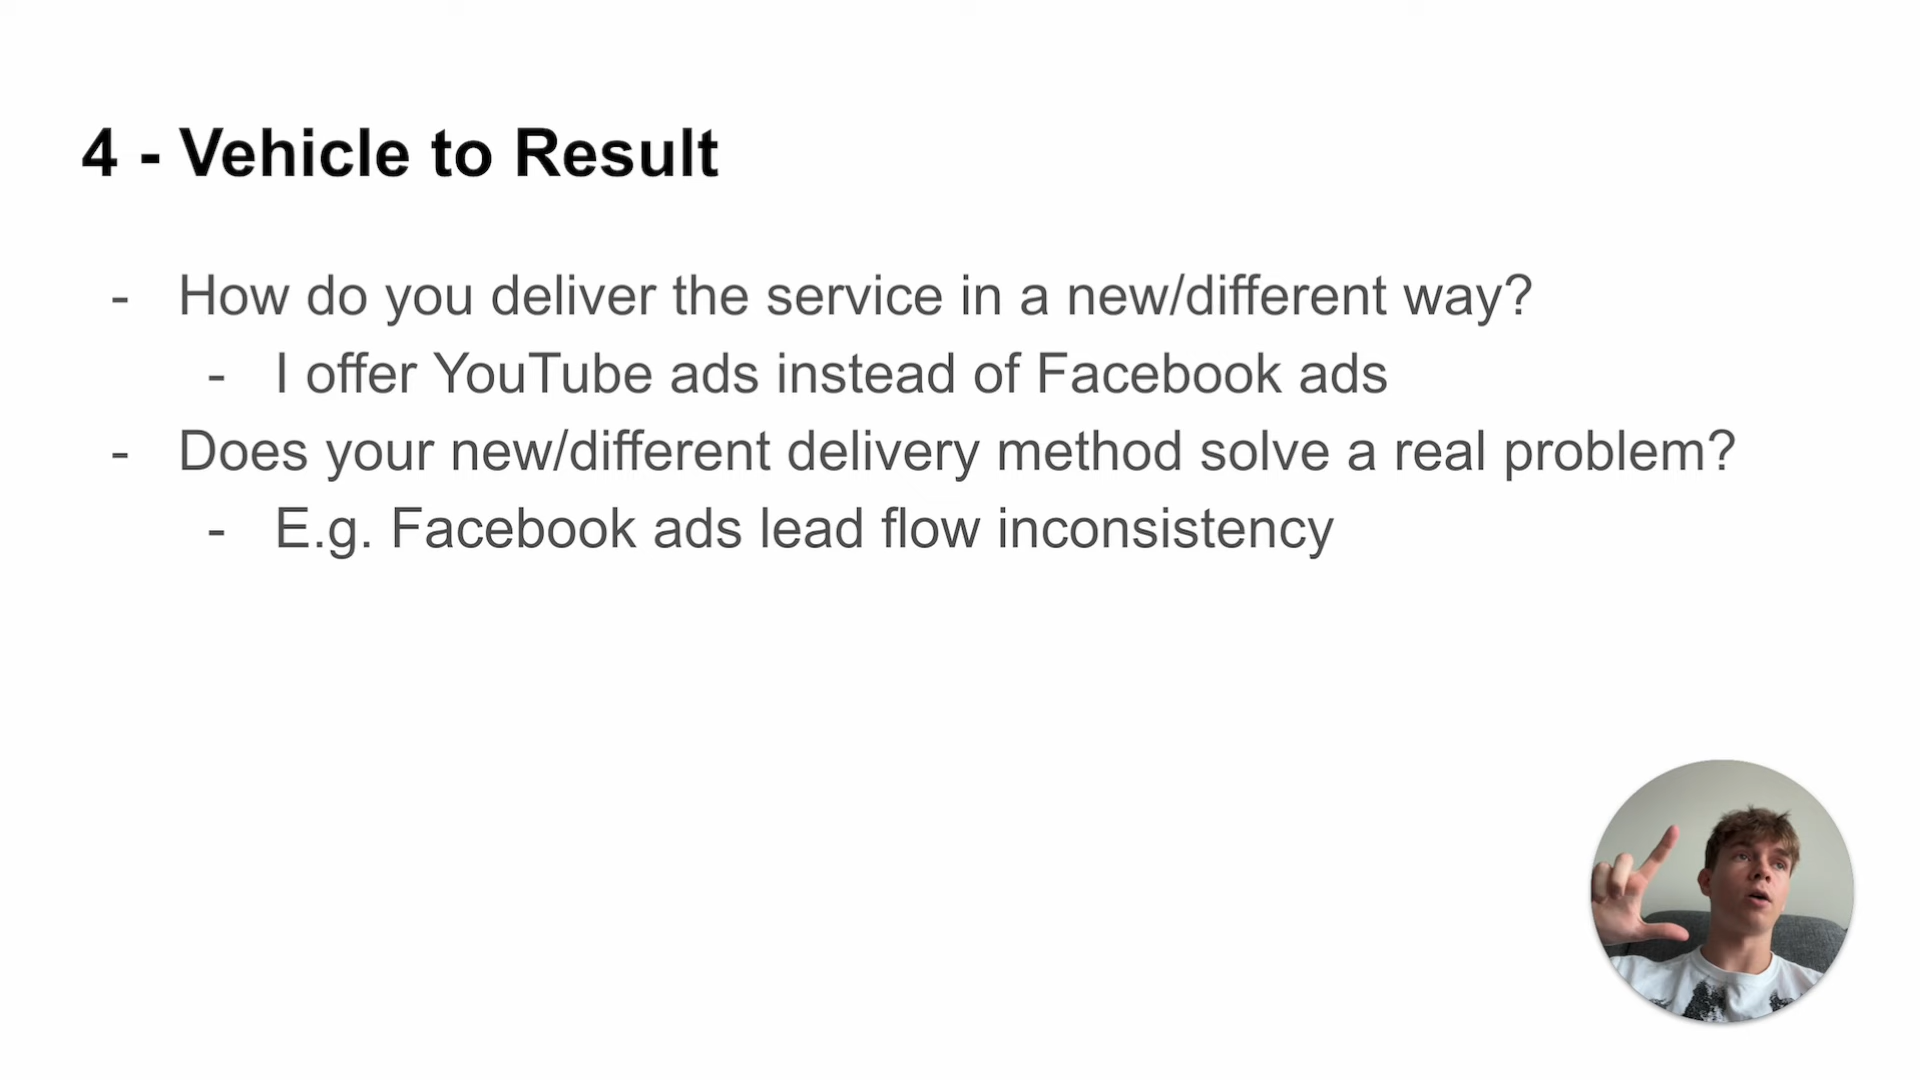 4 - Vehicle to Result
- How do you deliver the service in a new/different way?
- I offer YouTube ads instead of Facebook ads
- Does your new/different delivery method solve a real problem?
- E.g. Facebook ads lead flow inconsistency